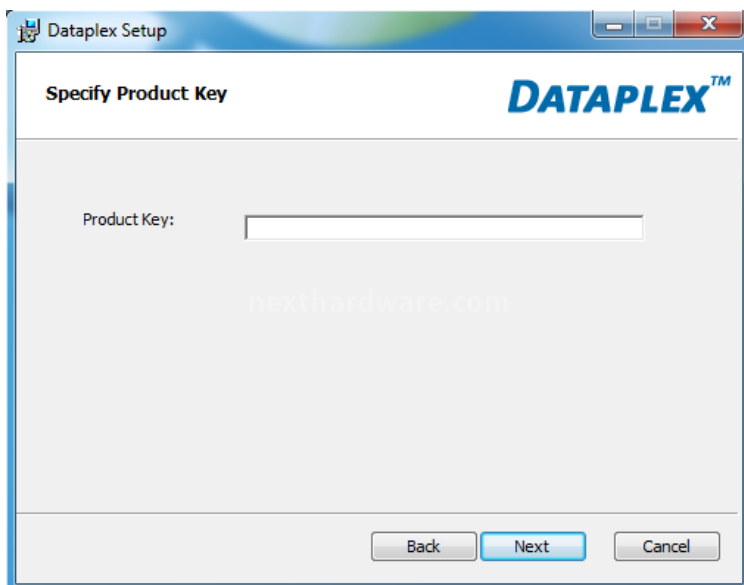 Dataplex Setup
Specify Product Key
DATAPLEX™
Product Key:
nexthardware.com
Back Next Cancel